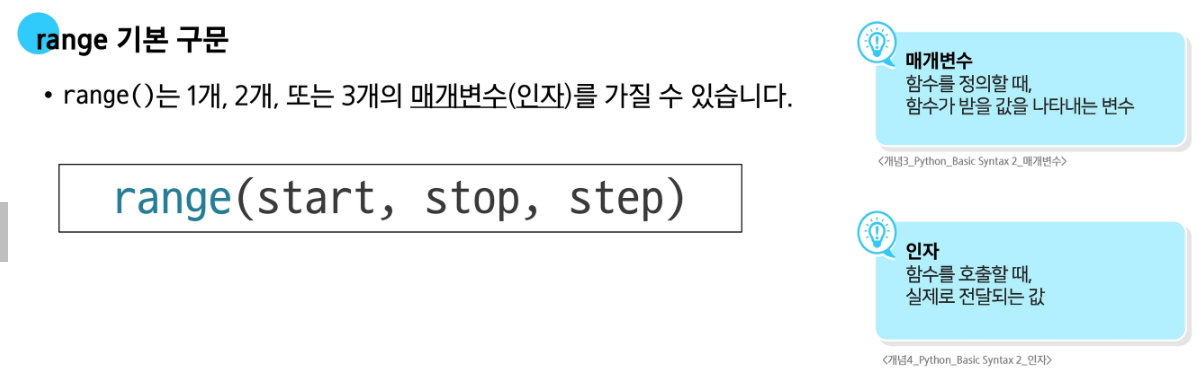 range 기본 구문
• range()는 1개, 2개, 또는 3개의 매개변수(인자)를 가질 수 있습니다.
range(start, stop, step)
매개변수
함수를 정의할 때,
함수가 받을 값을 나타내는 변수
<개념3_Python_Basic Syntax 2_매개변수>
인자
함수를 호출할 때,
실제로 전달되는 값
<개념4_Python_Basic Syntax 2_인자>